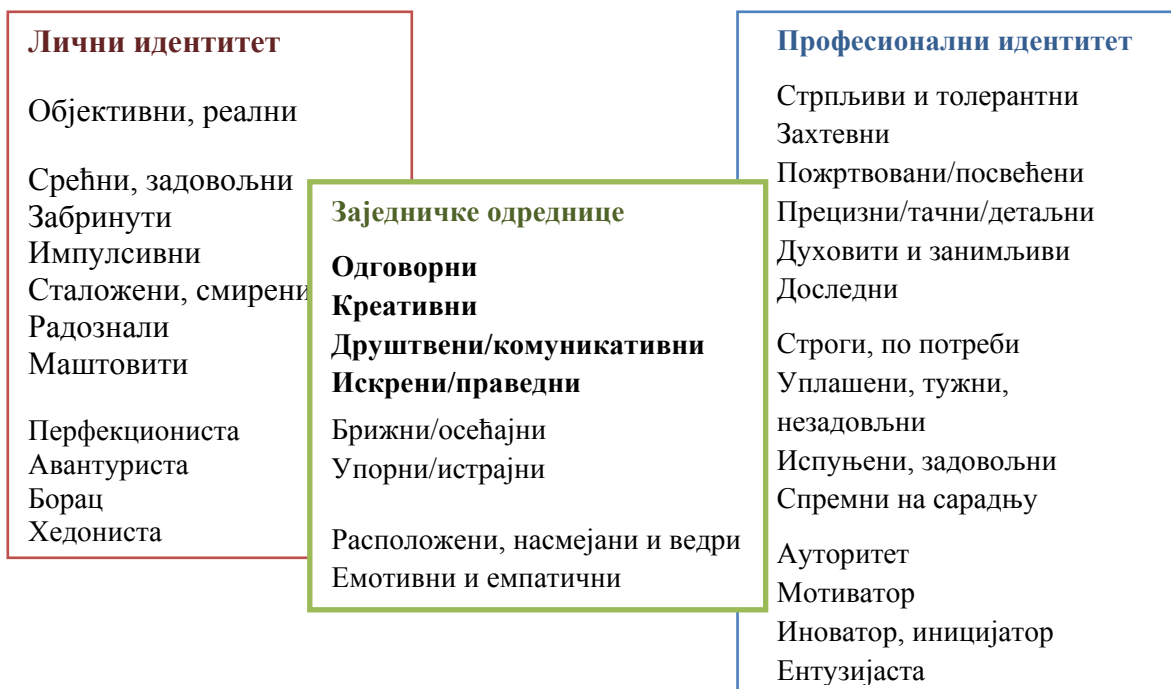 Лични идентитет
Објективни, реални
Срећни, задовољни
Забринути
Импулсивни
Сталожени, смирени
Радознали
Маштовити
Перфекциониста
Авантуриста
Борац
Хедониста
Заједничке одреднице
Одговорни
Креативни
Друштвени/комуникативни
Искрени/праведни
Брижни/осећајни
Упорни/истрајни
Расположени, насмејани и ведри
Емотивни и емпатични
Професионални идентитет
Стрпљиви и толерантни
Захтевни
Пожртвовани/посвећени
Прецизни/тачни/детаљни
Духовити и занимљиви
Доследни
Строги, по потреби
Уплашени, тужни,
незадовљни
Испуњени, задовољни
Спремни на сарадњу
Ауторитет
Мотиватор
Иноватор, иницијатор
Ентузијаста